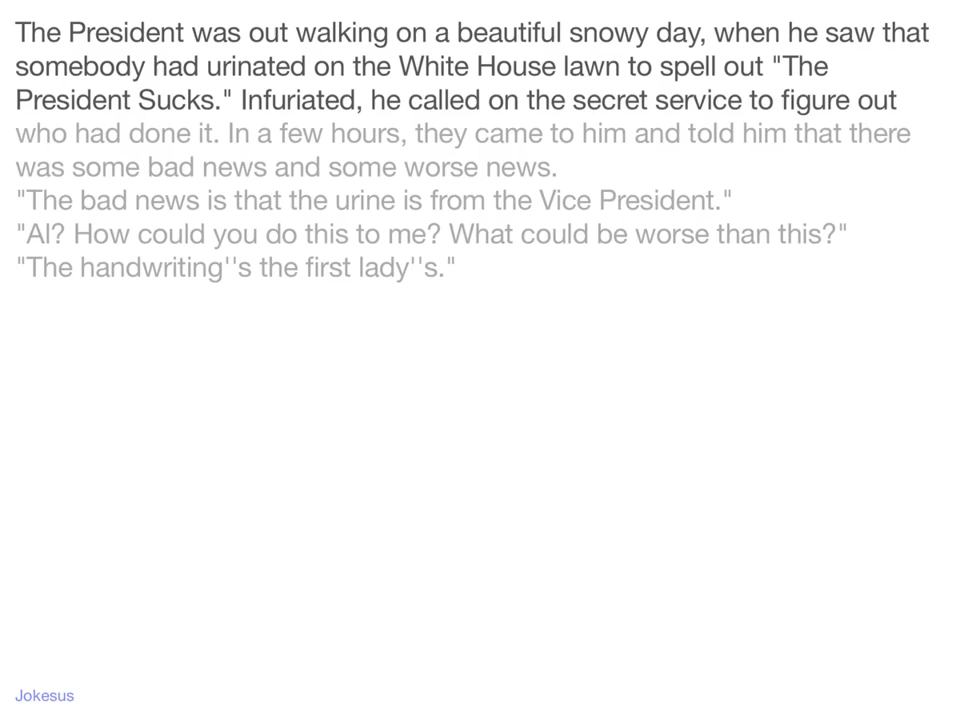 The President was out walking on a beautiful snowy day, when he saw that
somebody had urinated on the White House lawn to spell out "The
President Sucks." Infuriated, he called on the secret service to figure out
who had done it. In a few hours, they came to him and told him that there
was some bad news and some worse news.
"The bad news is that the urine is from the Vice President."
"Al? How could you do this to me? What could be worse than this?"
"The handwriting''s the first lady''s."
Jokesus